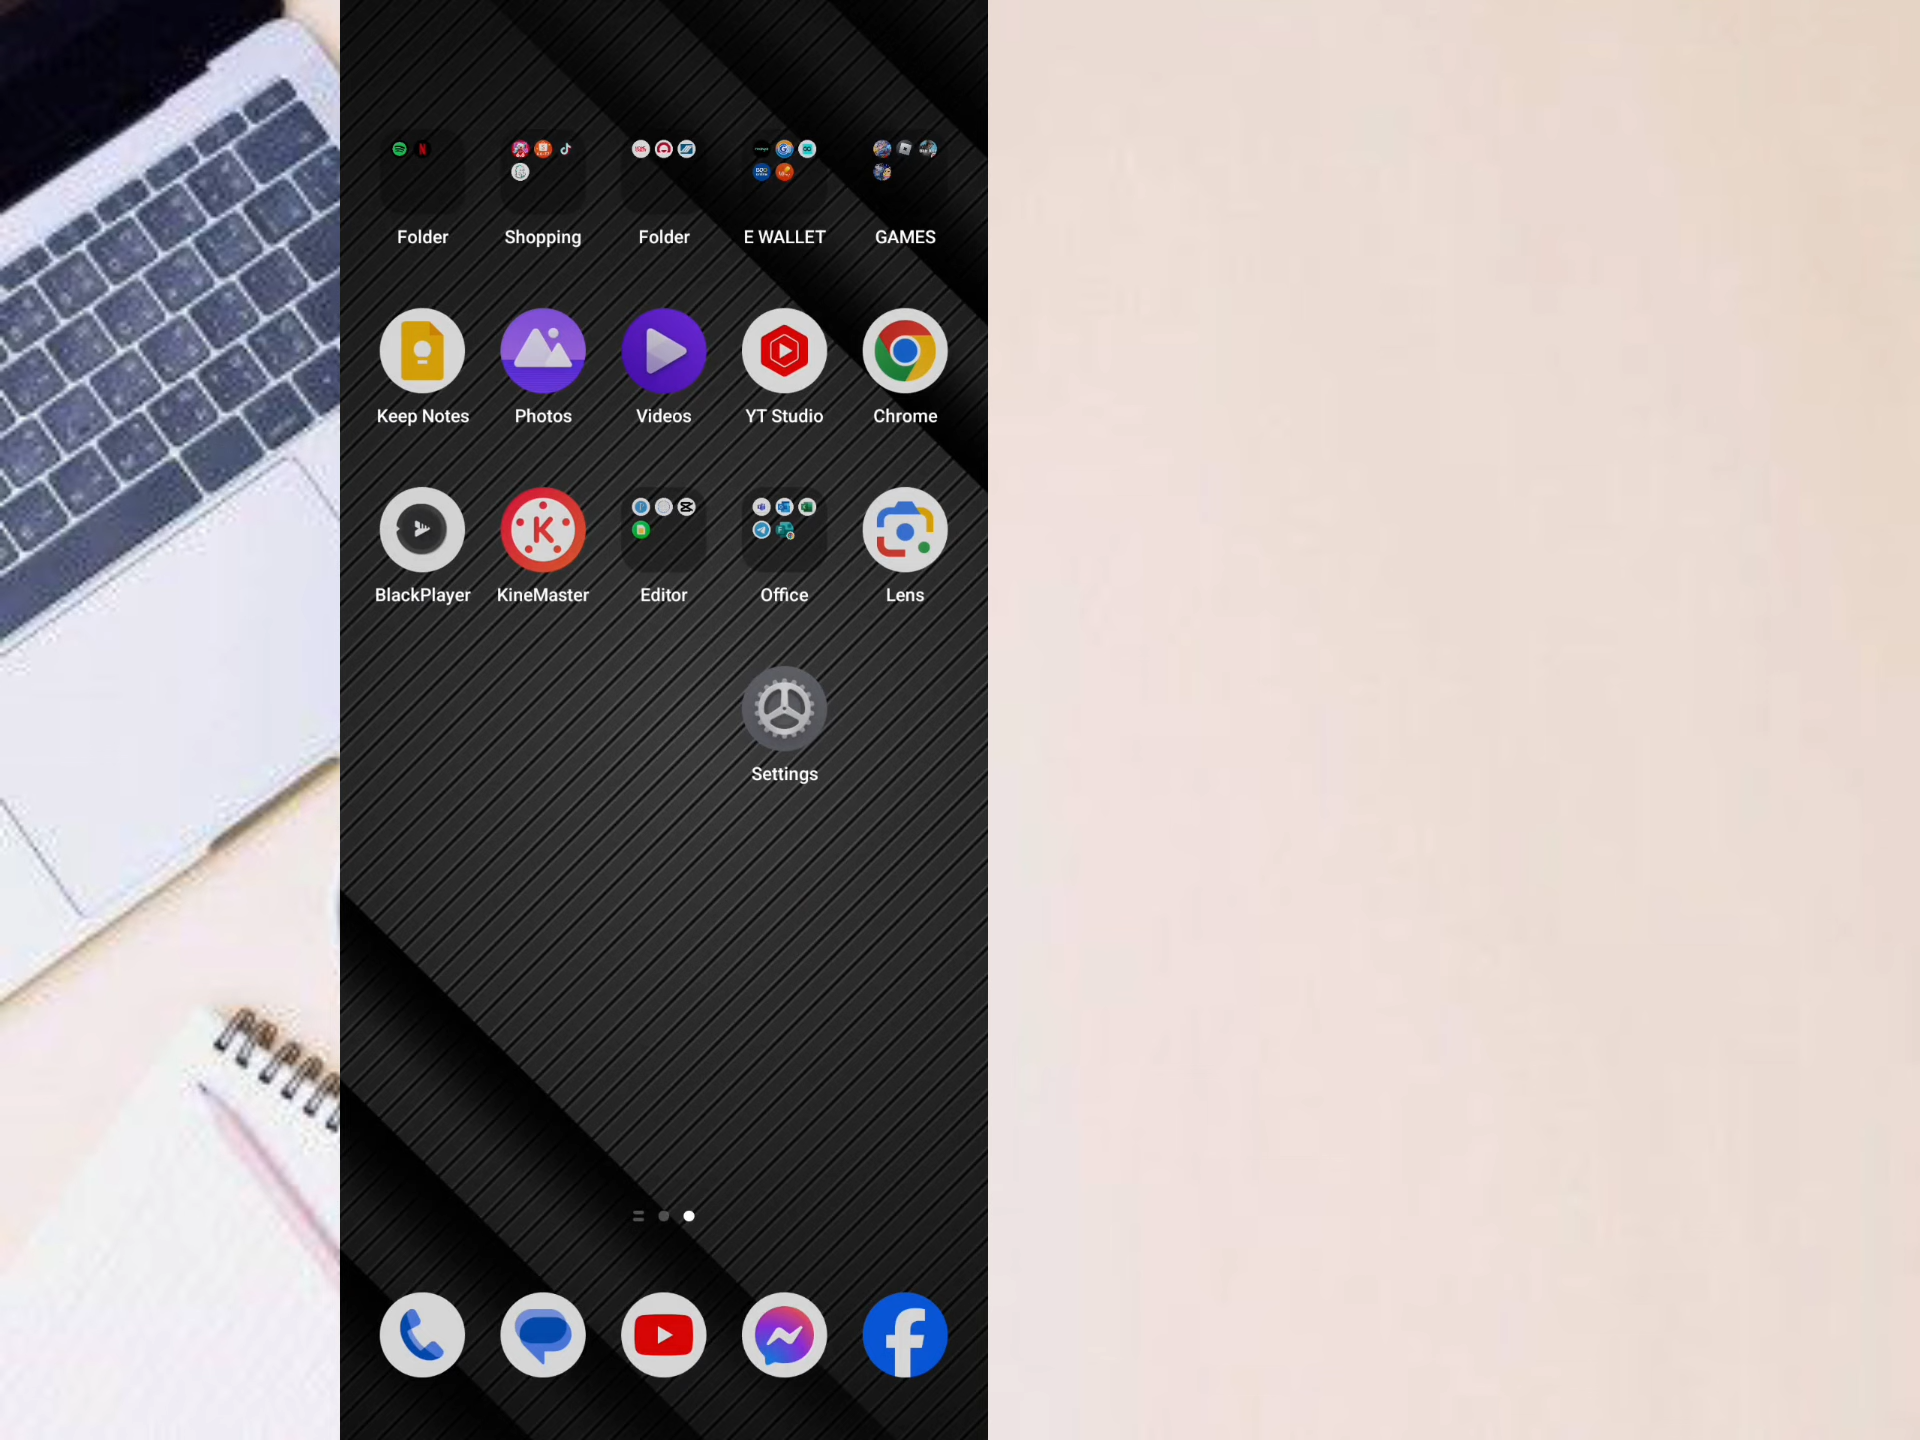 Folder Shopping Folder E WALLET GAMES
Keep Notes Photos Videos YT Studio Chrome
BlackPlayer KineMaster Editor Office Lens
Settings